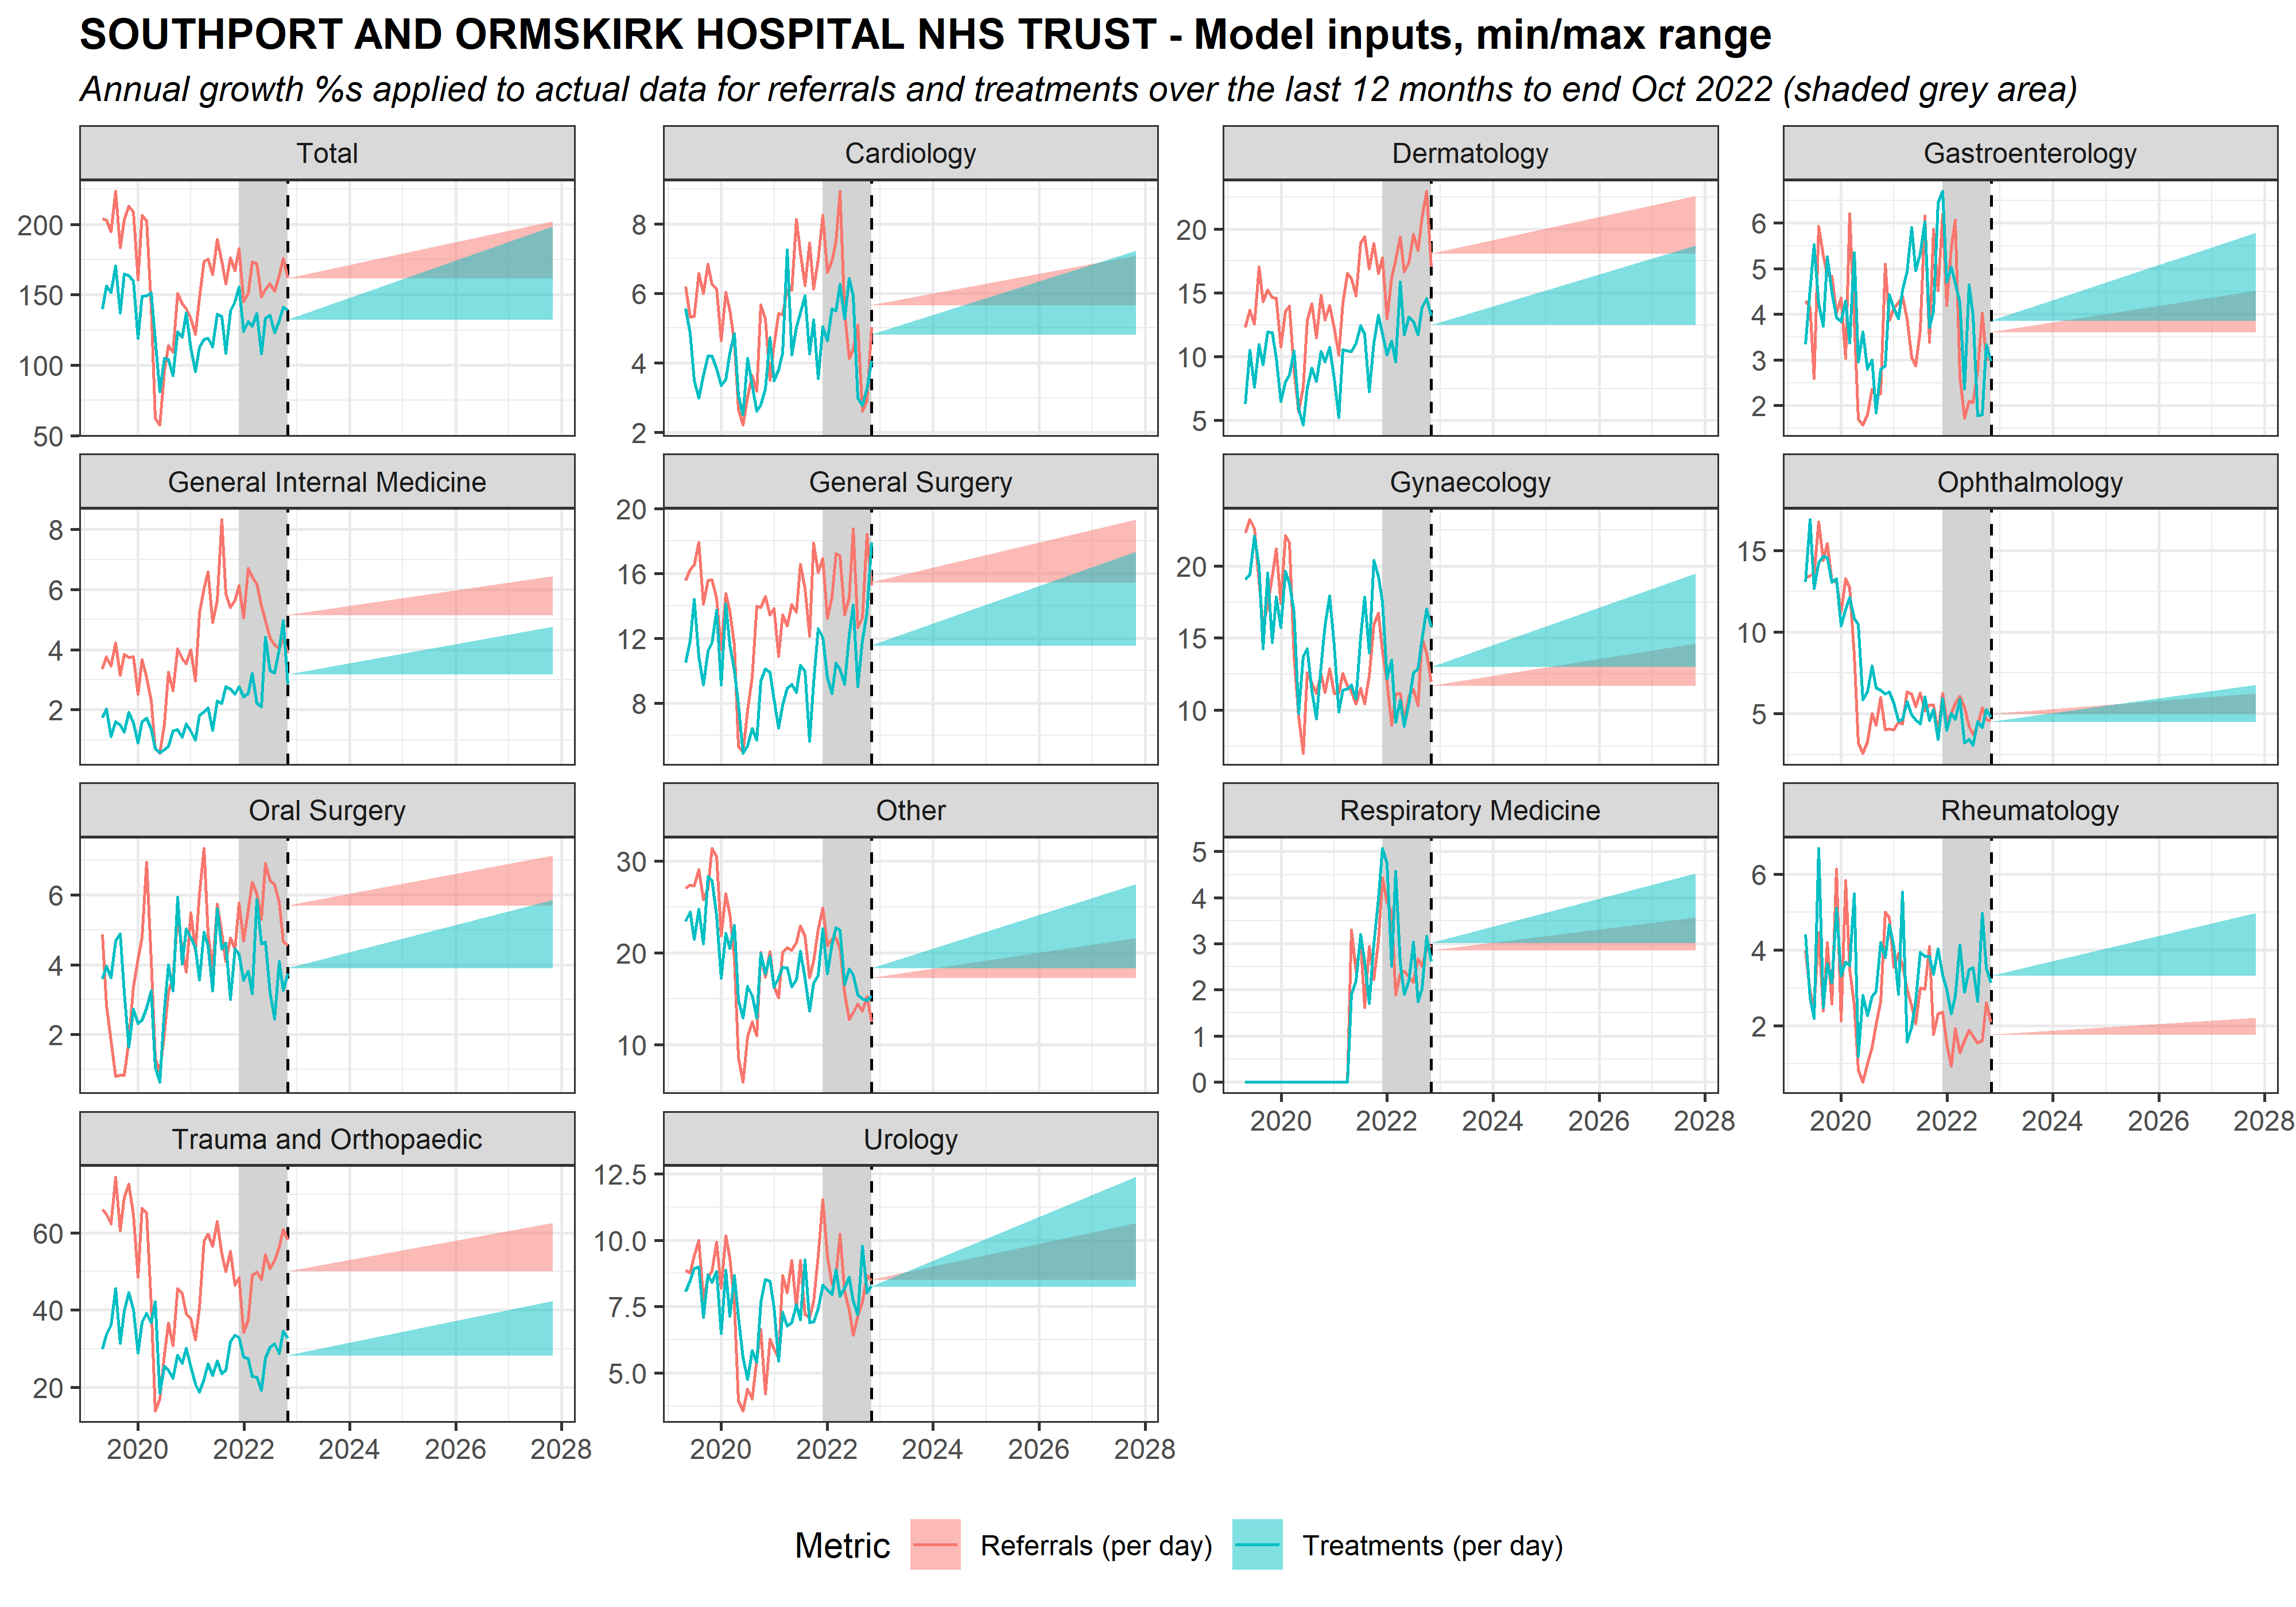 SOUTHPORT AND ORMSKIRK HOSPITAL NHS TRUST - Model inputs, min/max range
Annual growth %s applied to actual data for referrals and treatments over the last 12 months to end Oct 2022 (shaded grey area)
Total
200
150
100
50
Cardiology
8
6
4
2
Dermatology
20
15
10
5
Gastroenterology
6
5
4
3
2
General Internal Medicine
8
6
4
2
General Surgery
20
16
12
8
Gynaecology
20
15
10
Ophthalmology
15
10
5
Oral Surgery
6
4
2
Other
30
20
10
Respiratory Medicine
5
4
3
2
1
0
2020 2022 2024 2026 2028
Rheumatology
6
4
2
2020 2022 2024 2026 2028
Trauma and Orthopaedic
60
40
20
2020 2022 2024 2026 2028
Urology
12.5
10.0
7.5
5.0
2020 2022 2024 2026 2028
Metric Referrals (per day) Treatments (per day)